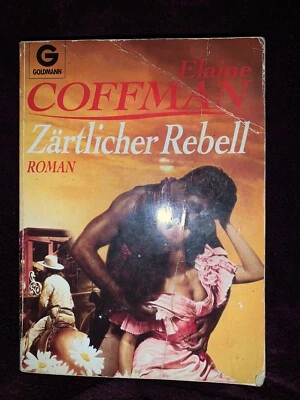 G
GOLDMANN
Elaine
COFFMAN
Zärtlicher Rebell
ROMAN